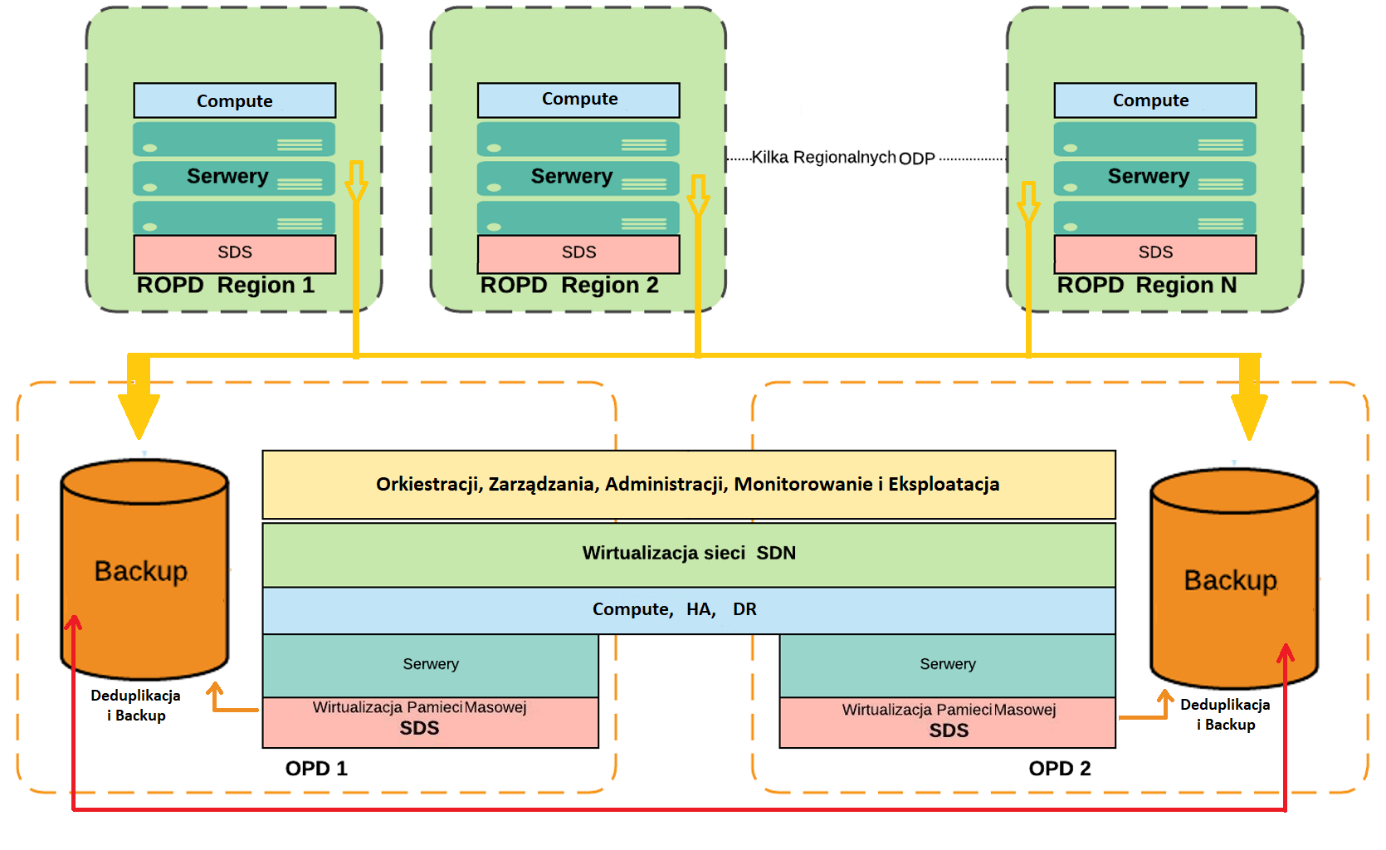 Compute
Serwery
SDS
ROPD Region 1
Compute
Serwery
SDS
ROPD Region 2
Kilka Regionalnych ODP
Compute
Serwery
SDS
ROPD Region N
Backup
Deduplikacja
i Backup
Orkiestracji, Zarządzania, Administracji, Monitorowanie i Eksploatacja
Wirtualizacja sieci SDN
Compute, HA, DR
Serwery
Wirtualizacja Pamieci Masowej
SDS
OPD 1
Serwery
Wirtualizacja Pamieci Masowej
SDS
OPD 2
Backup
Deduplikacja
i Backup